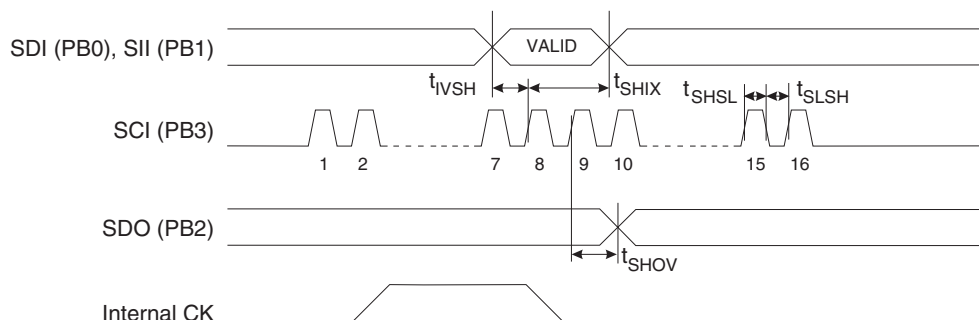 SDI (PB0), SII (PB1)
VALID
tIVSH
tSHIX
tSHSL
tSLSH
SCI (PB3)
1 2 7 8 9 10 15 16
SDO (PB2)
tSHOV
Internal CK